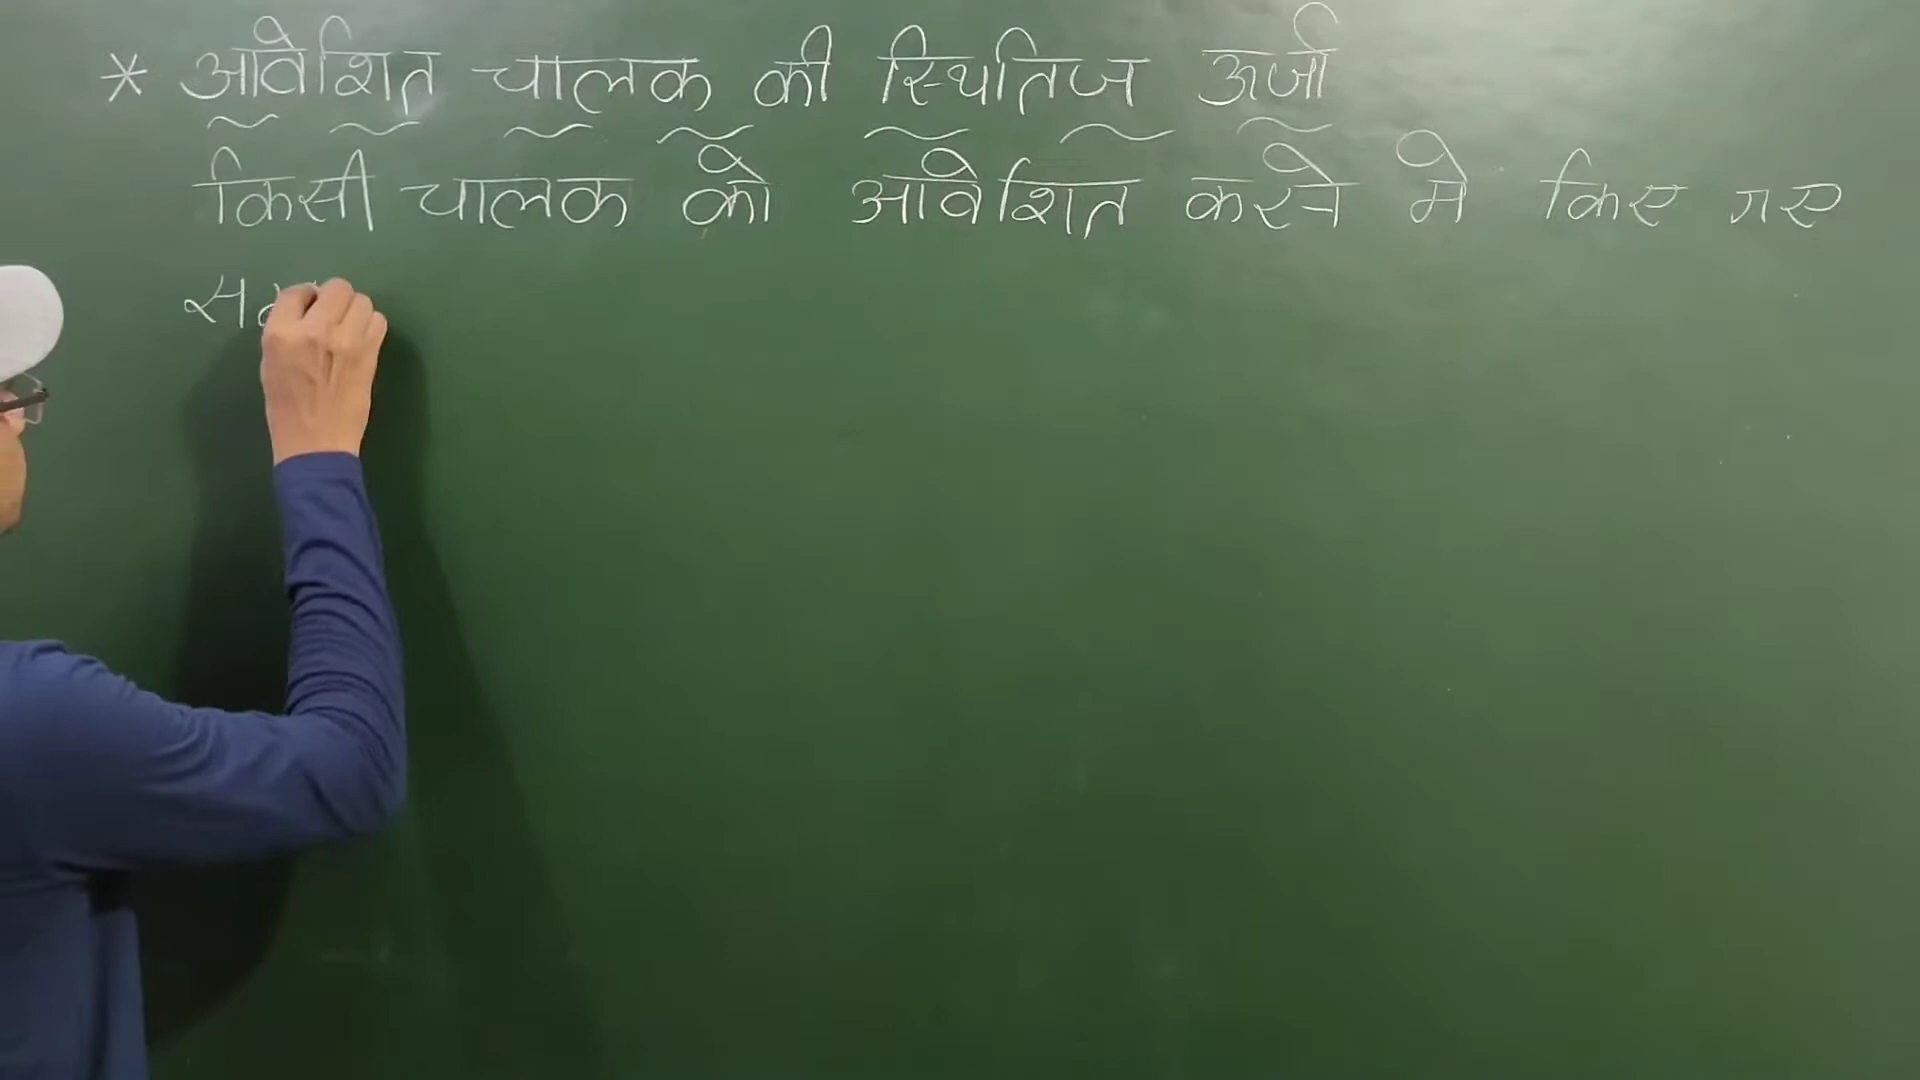 * आवेशित चालक की स्थितिज ऊर्जा
किसी चालक को आवेशित करने मे किए गए